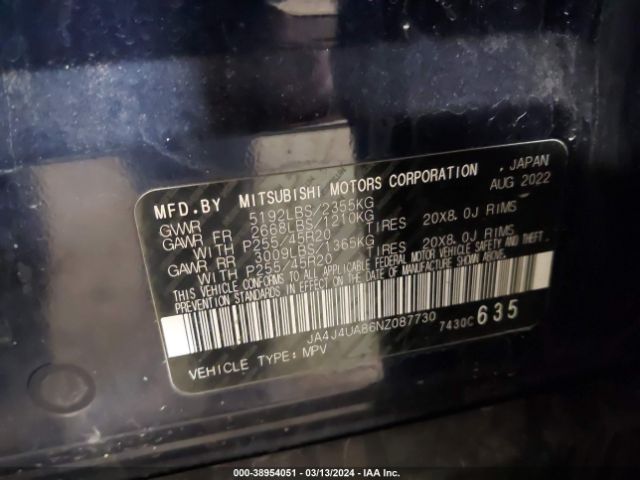 MFD.BY MITSUBISHI MOTORS CORPORATION , JAPAN
AUG 2022
GVWR 5192LBS/2355KG
GAWR FR 2668LBS/1210KG
WITH P255/45R20 TIRES 20X8.0J RIMS
GAWR RR 3009LBS/1365KG
WITH P255/45R20 TIRES 20X8.0J RIMS
THIS VEHICLE CONFORMS TO ALL APPLICABLE FEDERAL MOTOR VEHICLE SAFETY AND THEFT
PREVENTION STANDARDS IN EFFECT ON THE DATE OF MANUFACTURE SHOWN ABOVE.
JA4J4UA86NZ087730 7430C 635
VEHICLE TYPE: MPV
000-38954051 - 03/13/2024 - IAA Inc.